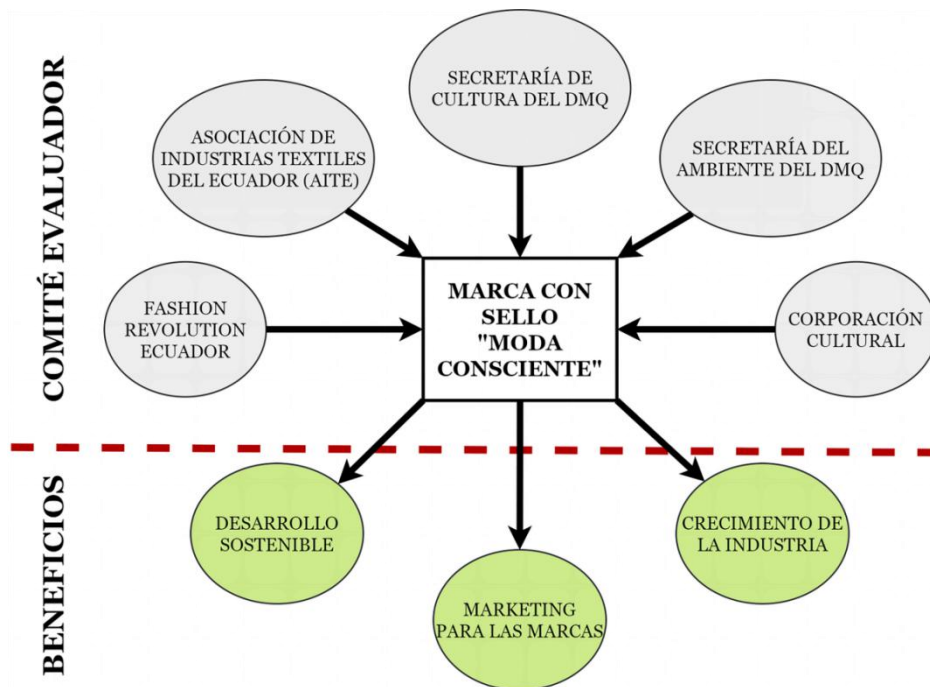 COMITÉ EVALUADOR
SECRETARÍA DE
CULTURA DEL DMQ
ASOCIACIÓN DE
INDUSTRIAS TEXTILES
DEL ECUADOR (AITE)
SECRETARÍA DEL
AMBIENTE DEL DMQ
FASHION
REVOLUTION
ECUADOR
MARCA CON
SELLO
"MODA
CONSCIENTE"
CORPORACIÓN
CULTURAL
BENEFICIOS
DESARROLLO
SOSTENIBLE
MARKETING
PARA LAS MARCAS
CRECIMIENTO DE
LA INDUSTRIA